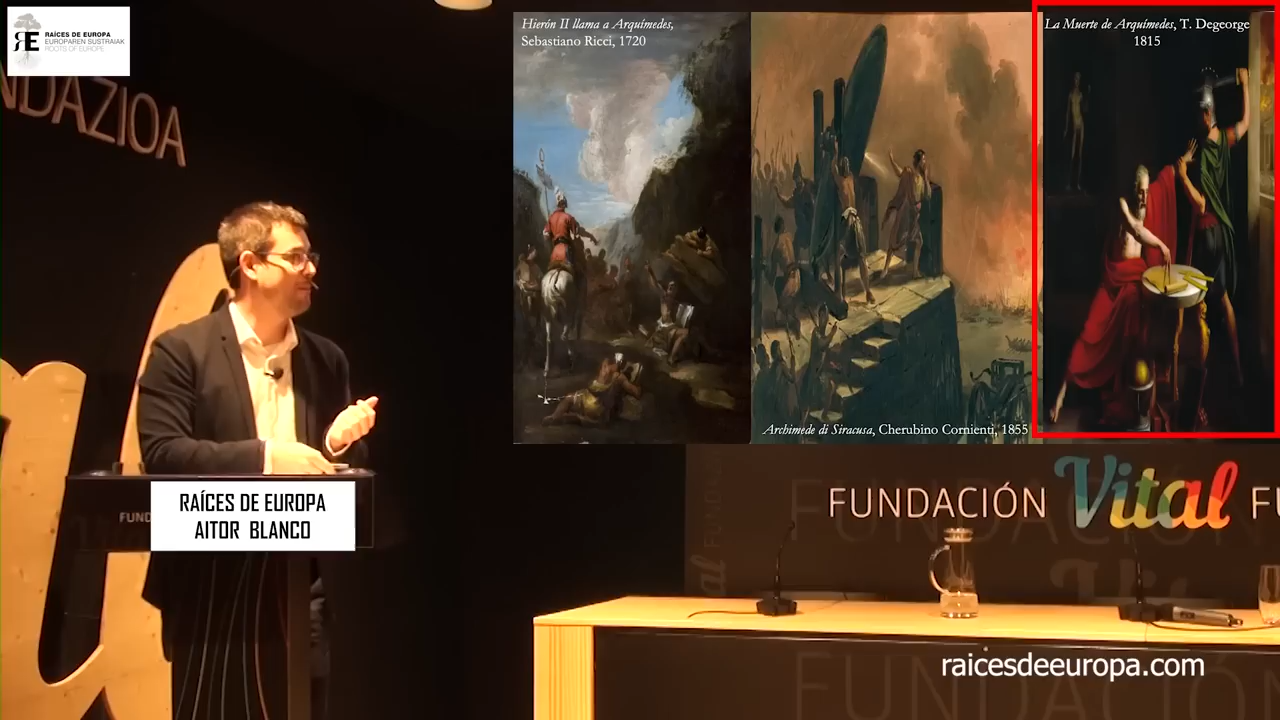 RAÍCES DE EUROPA
EUROPAREN SUSTRAIAK
ROOTS OF EUROPE
NDAZIOA
Hierón II llama a Arquímedes,
Sebastiano Ricci, 1720
La Muerte de Arquímedes, T. Degeorge
1815
Archimede di Siracusa, Cherubino Cornienti, 1855
FUNDACIÓN Vital FU
FUND
RAÍCES DE EUROPA
AITOR BLANCO
raicesdeeuropa.com